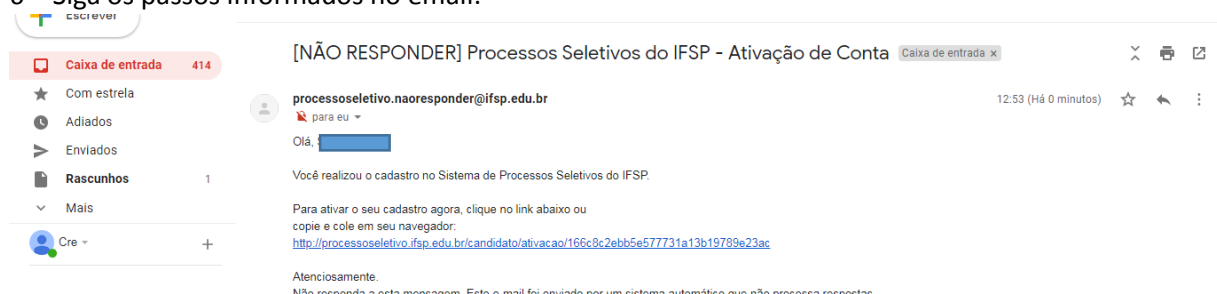 6 – Siga os passos informados no email:
Escrever
Caixa de entrada 414
Com estrela
Adiados
Enviados
Rascunhos 1
Mais
Cre
[NÃO RESPONDER] Processos Seletivos do IFSP - Ativação de Conta Caixa de entrada x
processoseletivo.naoresponder@ifsp.edu.br 12:53 (Há 0 minutos)
para eu
Olá,
Você realizou o cadastro no Sistema de Processos Seletivos do IFSP.
Para ativar o seu cadastro agora, clique no link abaixo ou
copie e cole em seu navegador:
http://processoseletivo.ifsp.edu.br/candidato/ativacao/166c8c2ebb5e577731a13b19789e23ac
Atenciosamente.
Não responda a esta mensagem. Este e-mail foi enviado por um sistema automático que não processa respostas.